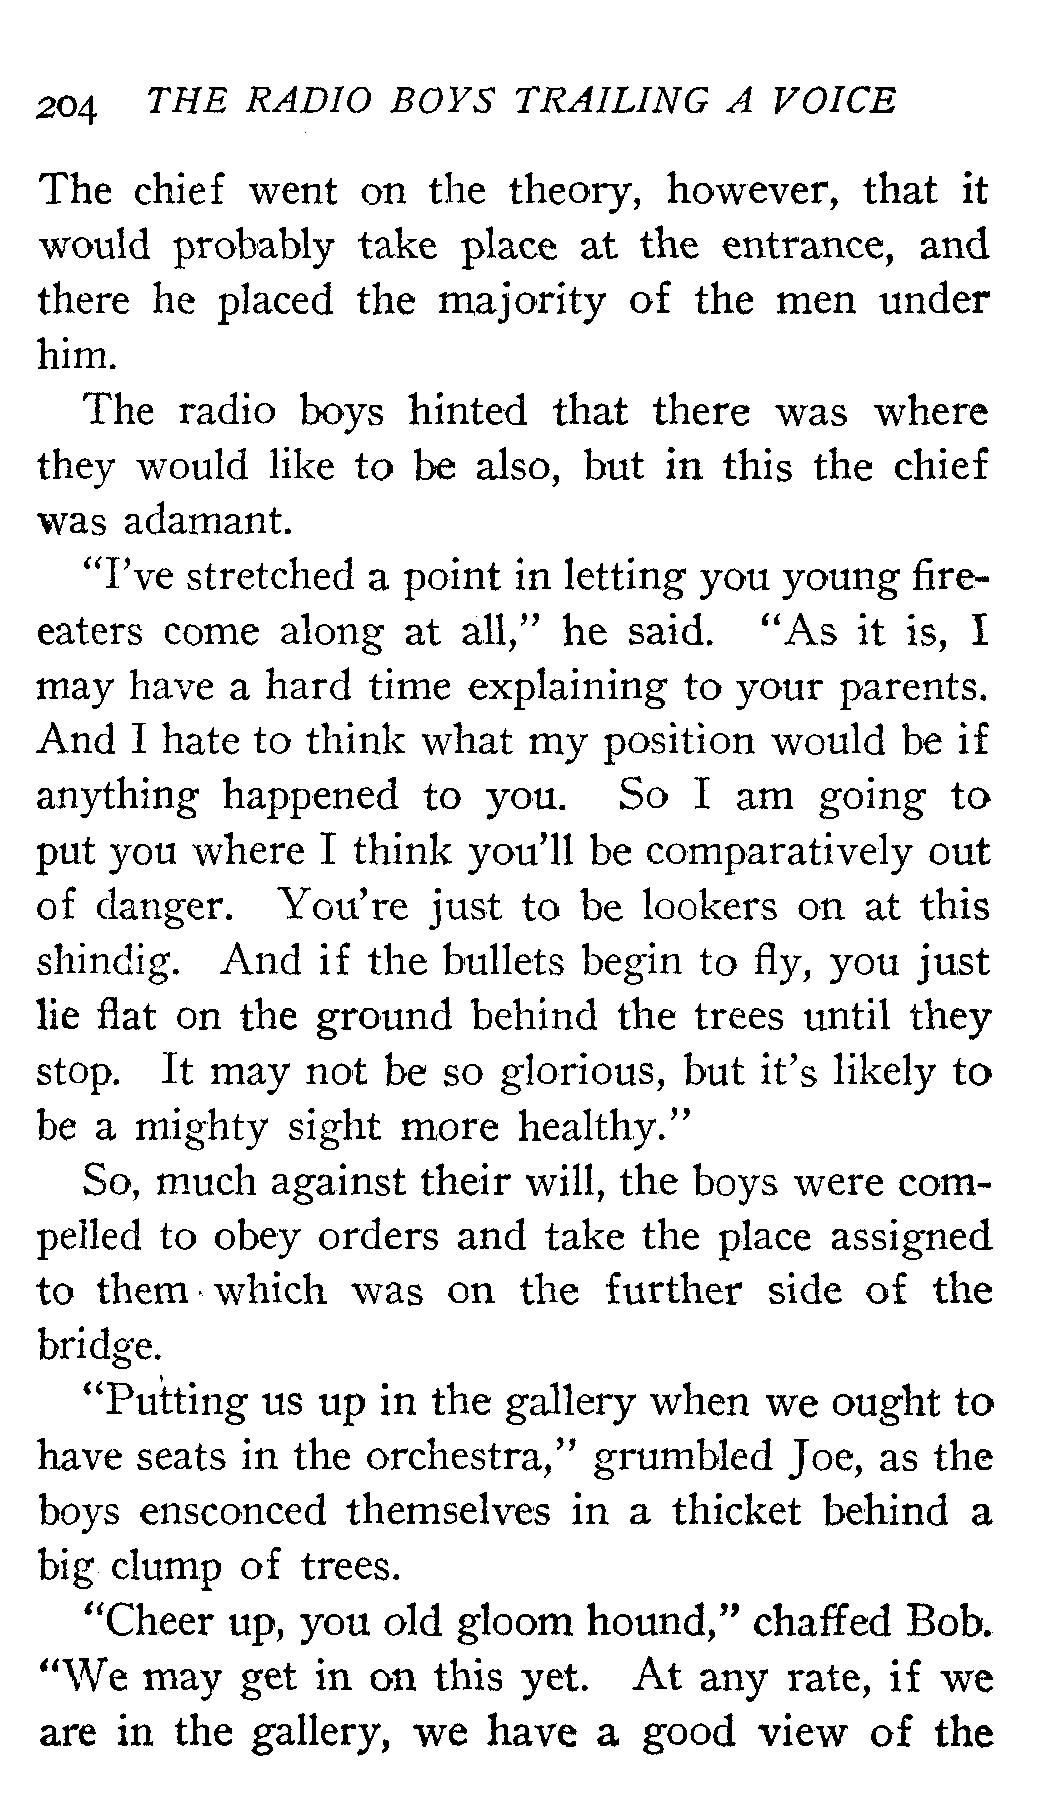 204 THE RADIO BOYS TRAILING A VOICE
The chief went on the theory, however, that it
would probably take place at the entrance, and
there he placed the majority of the men under
him.
The radio boys hinted that there was where
they would like to be also, but in this the chief
was adamant.
“I’ve stretched a point in letting you young fire-
eaters come along at all,” he said. “As it is, I
may have a hard time explaining to your parents.
And I hate to think what my position would be if
anything happened to you. So I am going to
put you where I think you’ll be comparatively out
of danger. You’re just to be lookers on at this
shindig. And if the bullets begin to fly, you just
lie flat on the ground behind the trees until they
stop. It may not be so glorious, but it’s likely to
be a mighty sight more healthy.”
So, much against their will, the boys were com-
pelled to obey orders and take the place assigned
to them which was on the further side of the
bridge.
“Putting us up in the gallery when we ought to
have seats in the orchestra,” grumbled Joe, as the
boys ensconced themselves in a thicket behind a
big clump of trees.
“Cheer up, you old gloom hound,” chaffed Bob.
“We may get in on this yet. At any rate, if we
are in the gallery, we have a good view of the